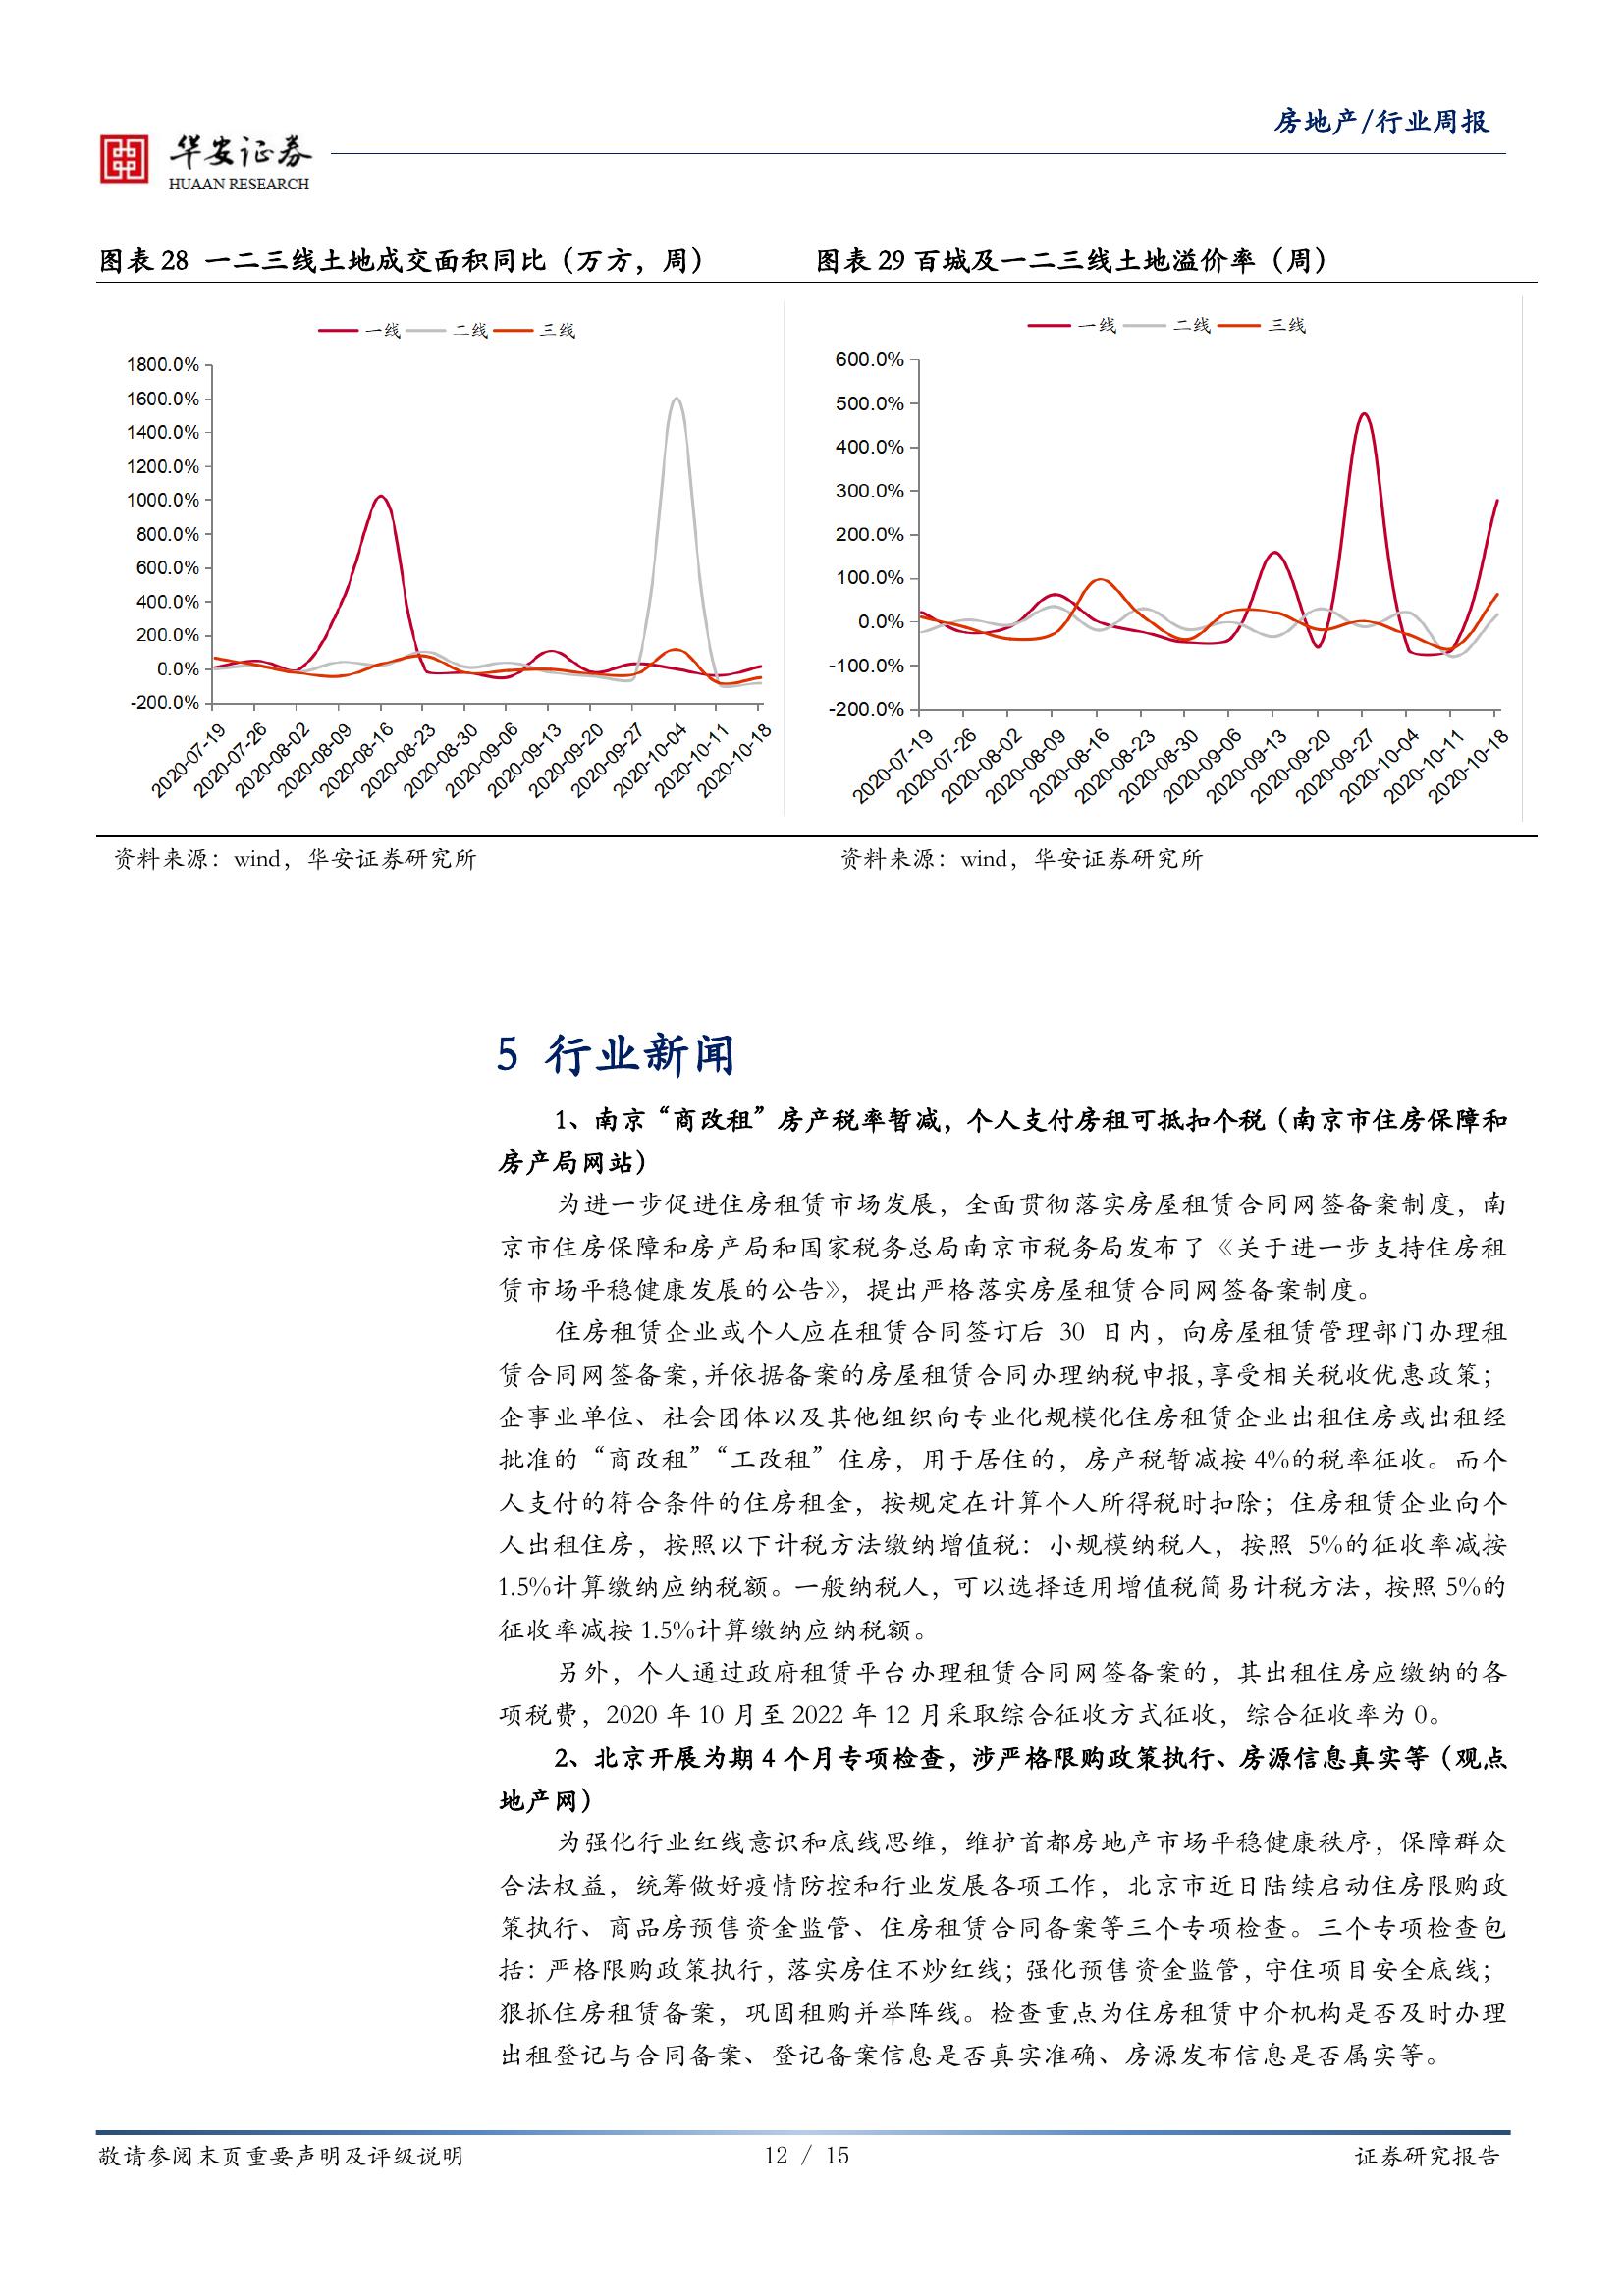 房地产/行业周报
华安证券
HUAAN RESEARCH
图表 28 一二三线土地成交面积同比（万方，周）
图表 29 百城及一二三线土地溢价率（周）
一线 二线 三线
1800.0%
1600.0%
1400.0%
1200.0%
1000.0%
800.0%
600.0%
400.0%
200.0%
0.0%
-200.0%
2020-07-19
2020-07-26
2020-08-02
2020-08-09
2020-08-16
2020-08-23
2020-08-30
2020-09-06
2020-09-13
2020-09-20
2020-09-27
2020-10-04
2020-10-11
2020-10-18
一线 二线 三线
600.0%
500.0%
400.0%
300.0%
200.0%
100.0%
0.0%
-100.0%
-200.0%
2020-07-19
2020-07-26
2020-08-02
2020-08-09
2020-08-16
2020-08-23
2020-08-30
2020-09-06
2020-09-13
2020-09-20
2020-09-27
2020-10-04
2020-10-11
2020-10-18
资料来源：wind，华安证券研究所
资料来源：wind，华安证券研究所
5 行业新闻
1、南京“商改租”房产税率暂减，个人支付房租可抵扣个税（南京市住房保障和
房产局网站）
为进一步促进住房租赁市场发展，全面贯彻落实房屋租赁合同网签备案制度，南
京市住房保障和房产局和国家税务总局南京市税务局发布了《关于进一步支持住房租
赁市场平稳健康发展的公告》，提出严格落实房屋租赁合同网签备案制度。
住房租赁企业或个人应在租赁合同签订后 30 日内，向房屋租赁管理部门办理租
赁合同网签备案，并依据备案的房屋租赁合同办理纳税申报，享受相关税收优惠政策；
企事业单位、社会团体以及其他组织向专业化规模化住房租赁企业出租住房或出租经
批准的“商改租”“工改租”住房，用于居住的，房产税暂减按 4%的税率征收。而个
人支付的符合条件的住房租金，按规定在计算个人所得税时扣除；住房租赁企业向个
人出租住房，按照以下计税方法缴纳增值税：小规模纳税人，按照 5%的征收率减按
1.5%计算缴纳应纳税额。一般纳税人，可以选择适用增值税简易计税方法，按照 5%的
征收率减按 1.5%计算缴纳应纳税额。
另外，个人通过政府租赁平台办理租赁合同网签备案的，其出租住房应缴纳的各
项税费，2020 年 10 月至 2022 年 12 月采取综合征收方式征收，综合征收率为 0。
2、北京开展为期 4 个月专项检查，涉严格限购政策执行、房源信息真实等（观点
地产网）
为强化行业红线意识和底线思维，维护首都房地产市场平稳健康秩序，保障群众
合法权益，统筹做好疫情防控和行业发展各项工作，北京市近日陆续启动住房限购政
策执行、商品房预售资金监管、住房租赁合同备案等三个专项检查。三个专项检查包
括：严格限购政策执行，落实房住不炒红线；强化预售资金监管，守住项目安全底线；
狠抓住房租赁备案，巩固租购并举阵线。检查重点为住房租赁中介机构是否及时办理
出租登记与合同备案、登记备案信息是否真实准确、房源发布信息是否属实等。
敬请参阅末页重要声明及评级说明
12 / 15
证券研究报告